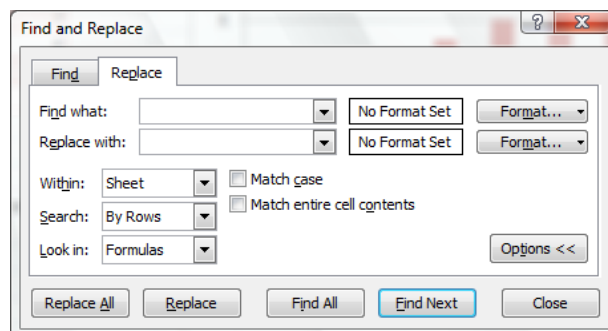 Find and Replace
Find Replace
Find what: No Format Set Format...
Replace with: No Format Set Format...
Within: Sheet Match case
Match entire cell contents
Search: By Rows
Look in: Formulas Options <<
Replace All Replace Find All Find Next Close